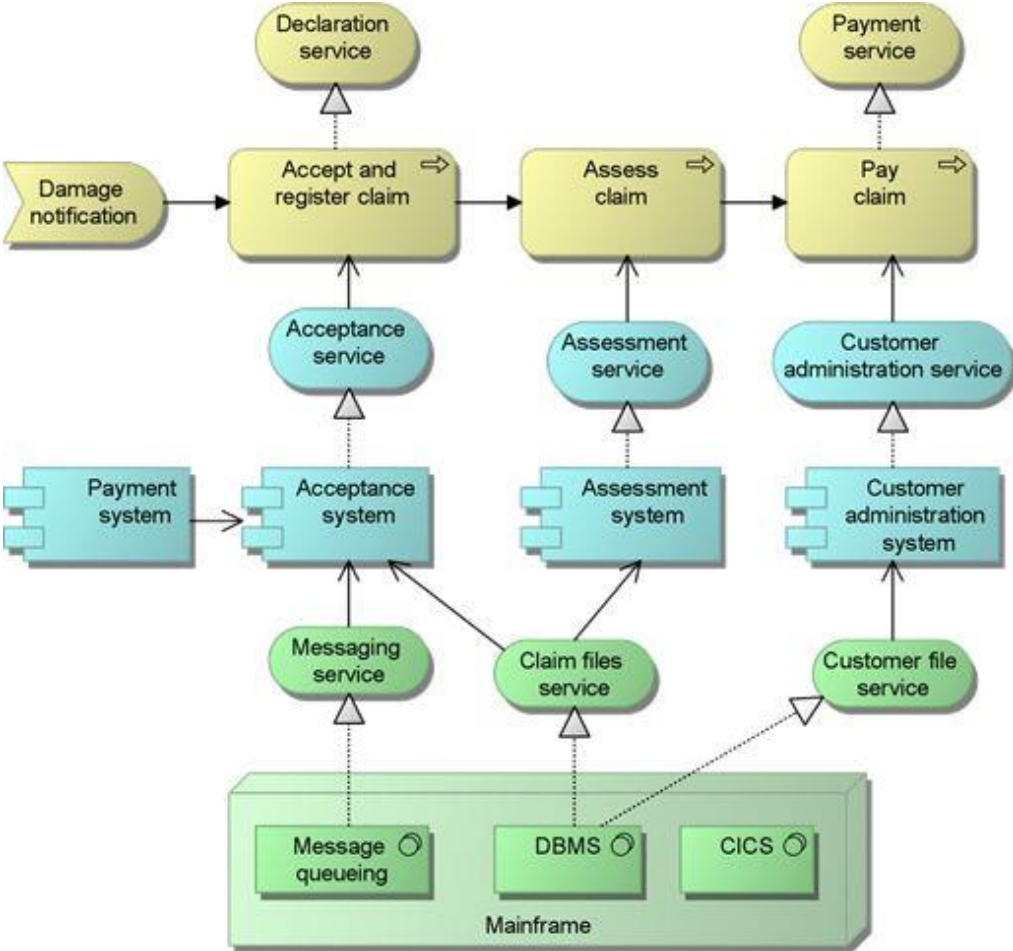 Declaration
service
Payment
service
Damage
notification
Accept and
register claim
Assess
claim
Pay
claim
Acceptance
service
Assessment
service
Customer
administration service
Payment
system
Acceptance
system
Assessment
system
Customer
administration
system
Messaging
service
Claim files
service
Customer file
service
Message
queueing
DBMS
CICS
Mainframe